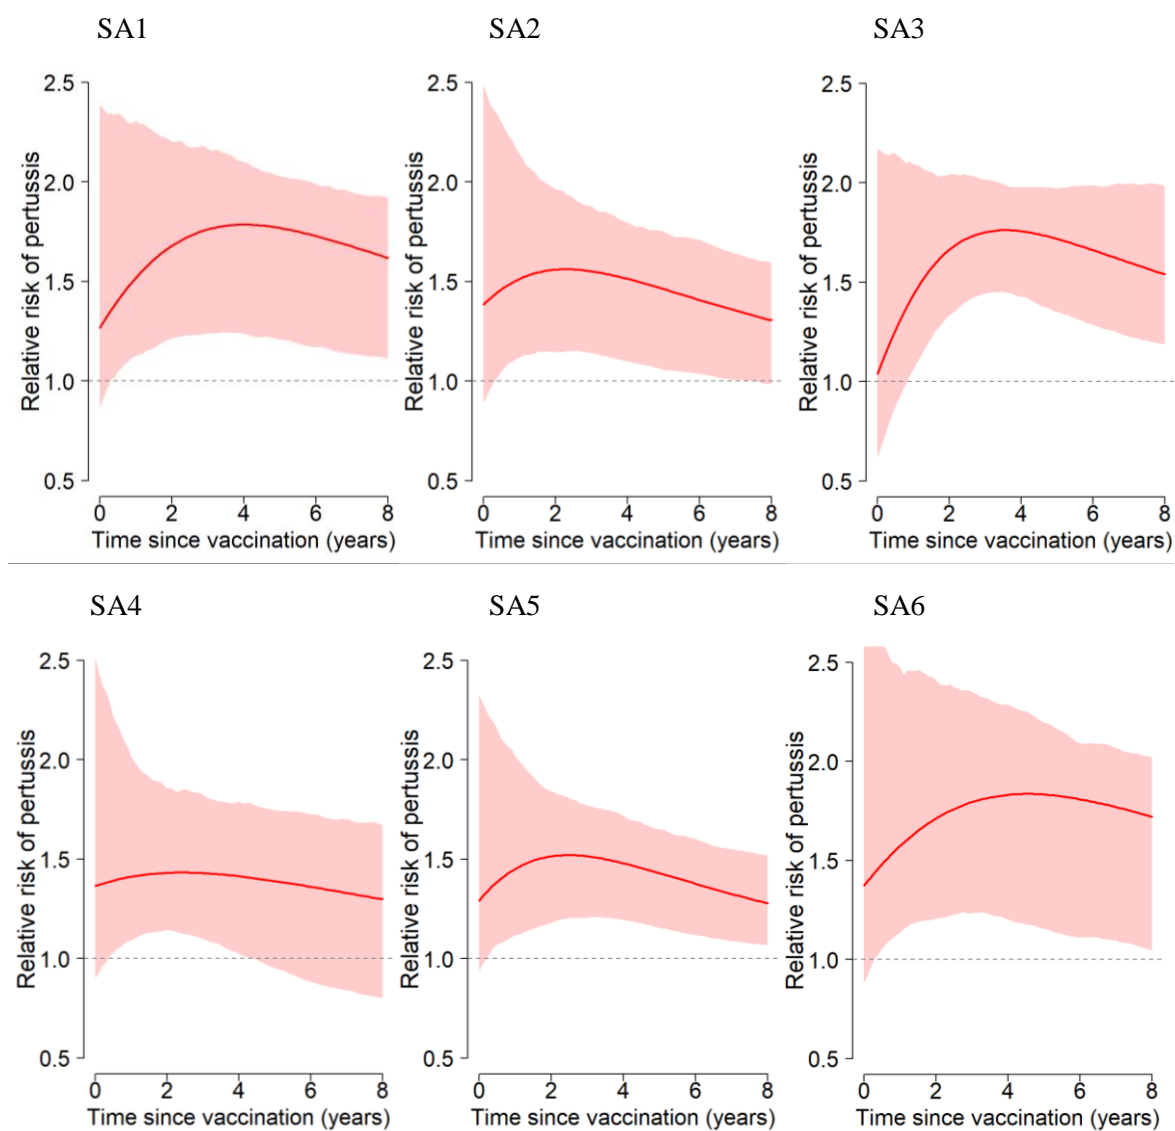 SA1 SA2 SA3
Relative risk of pertussis
2.5
2.0
1.5
1.0
0.5
0 2 4 6 8
Time since vaccination (years)
Relative risk of pertussis
2.5
2.0
1.5
1.0
0.5
0 2 4 6 8
Time since vaccination (years)
Relative risk of pertussis
2.5
2.0
1.5
1.0
0.5
0 2 4 6 8
Time since vaccination (years)
SA4 SA5 SA6
Relative risk of pertussis
2.5
2.0
1.5
1.0
0.5
0 2 4 6 8
Time since vaccination (years)
Relative risk of pertussis
2.5
2.0
1.5
1.0
0.5
0 2 4 6 8
Time since vaccination (years)
Relative risk of pertussis
2.5
2.0
1.5
1.0
0.5
0 2 4 6 8
Time since vaccination (years)